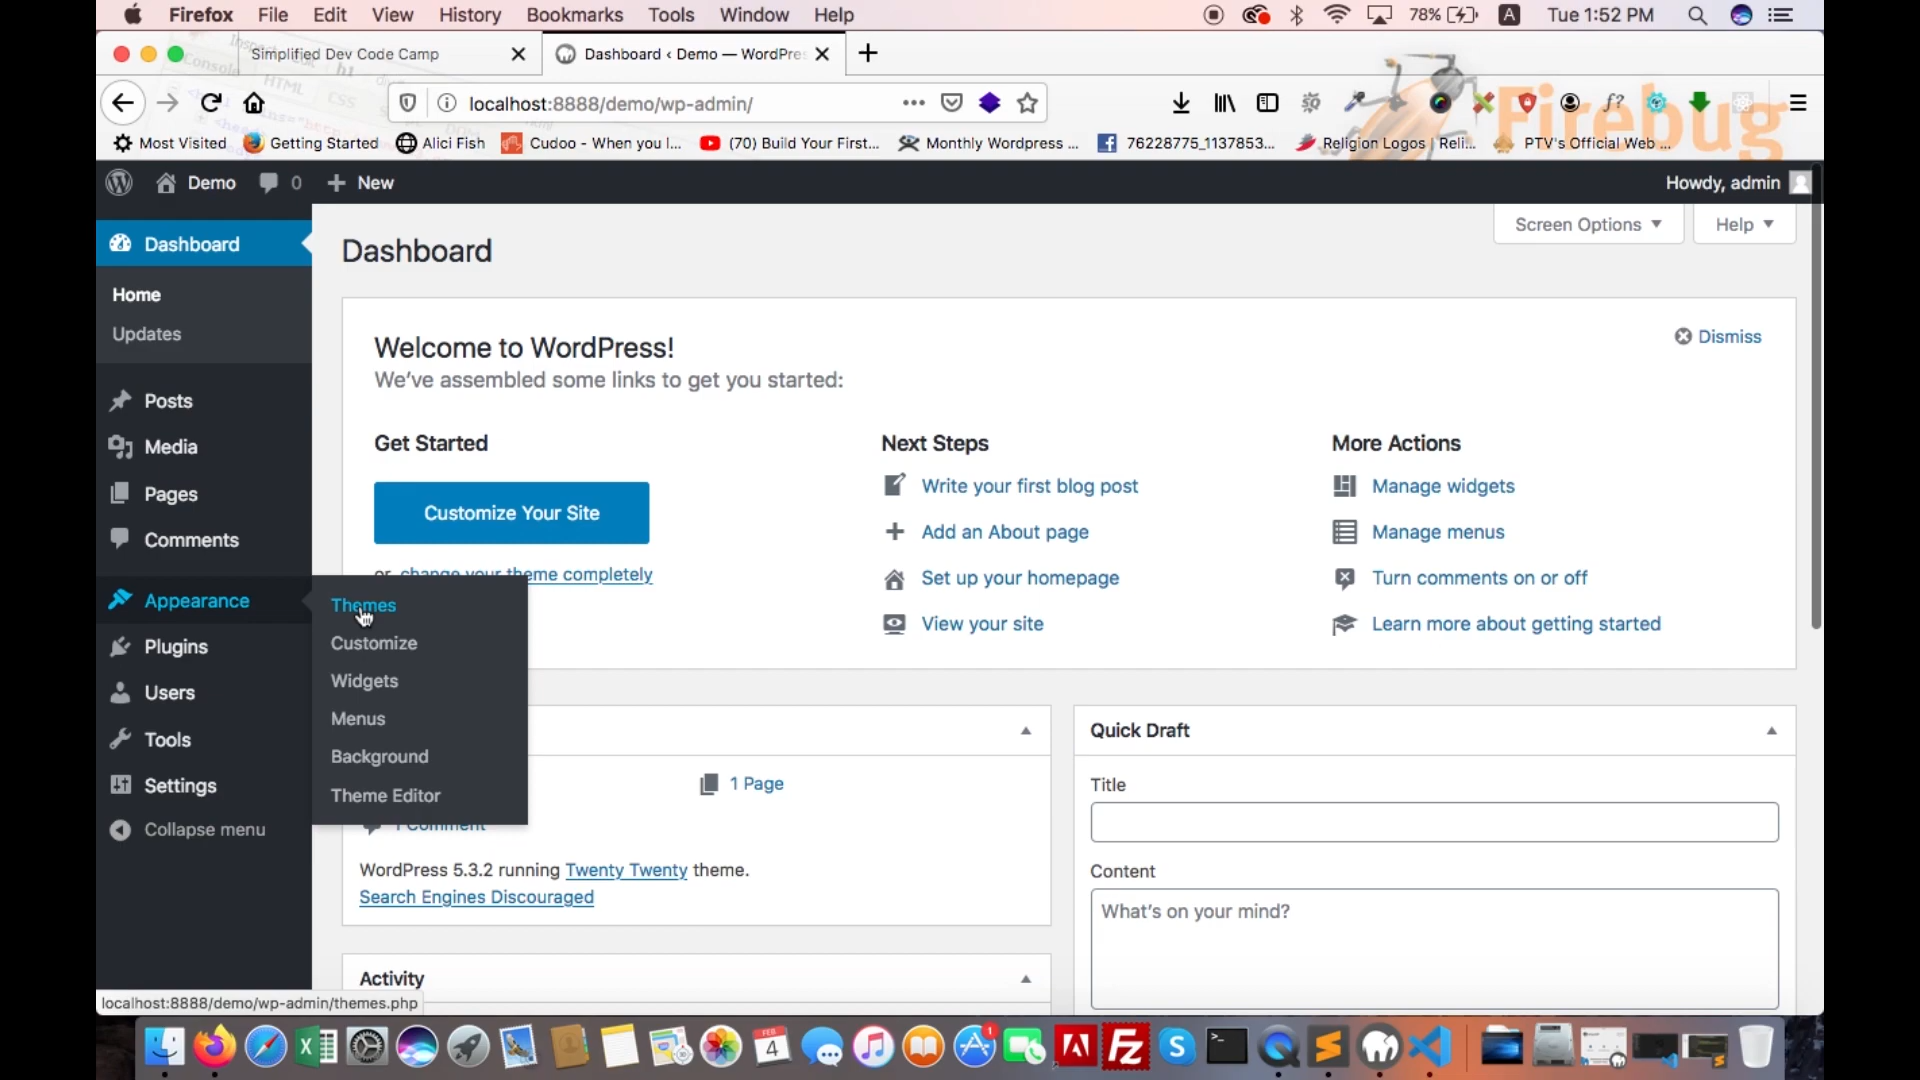 Firefox File Edit View History Bookmarks Tools Window Help 78% A Tue 1:52 PM
Simplified Dev Code Camp
Dashboard ‹ Demo — WordPres
localhost:8888/demo/wp-admin/
Firebug
Most Visited Getting Started Alici Fish Cudoo - When you l... (70) Build Your First... Monthly Wordpress ... 76228775_1137853... Religion Logos | Reli... PTV's Official Web ...
Demo 0 New Howdy, admin
Dashboard
Home
Updates
Posts
Media
Pages
Comments
Appearance
Plugins
Users
Tools
Settings
Collapse menu
Themes
Customize
Widgets
Menus
Background
Theme Editor
Screen Options Help
Dashboard
Welcome to WordPress!
Dismiss
We've assembled some links to get you started:
Get Started
Customize Your Site
or, change your theme completely
Next Steps
Write your first blog post
Add an About page
Set up your homepage
View your site
More Actions
Manage widgets
Manage menus
Turn comments on or off
Learn more about getting started
1 Page
1 Comment
WordPress 5.3.2 running Twenty Twenty theme.
Search Engines Discouraged
Activity
Quick Draft
Title
Content
What's on your mind?
localhost:8888/demo/wp-admin/themes.php
FEB
4
1